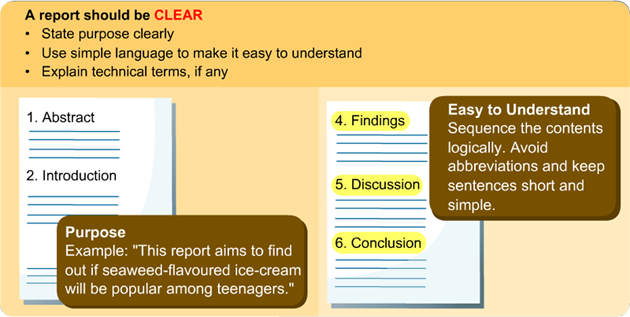 A report should be CLEAR
• State purpose clearly
• Use simple language to make it easy to understand
• Explain technical terms, if any
1. Abstract
2. Introduction
Purpose
Example: "This report aims to find
out if seaweed-flavoured ice-cream
will be popular among teenagers."
4. Findings
5. Discussion
6. Conclusion
Easy to Understand
Sequence the contents
logically. Avoid
abbreviations and keep
sentences short and
simple.